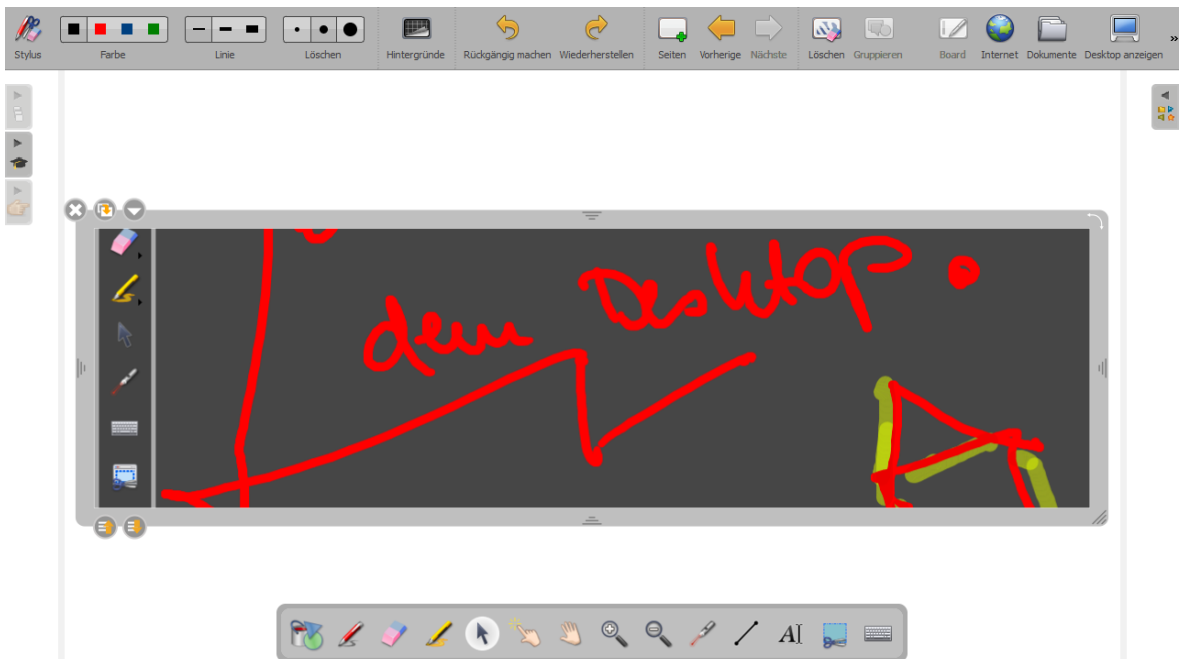 Stylus Farbe Linie Löschen Hintergründe Rückgängig machen Wiederherstellen Seiten Vorherige Nächste Löschen Gruppieren Board Internet Dokumente Desktop anzeigen »
dem Desktop.
AI